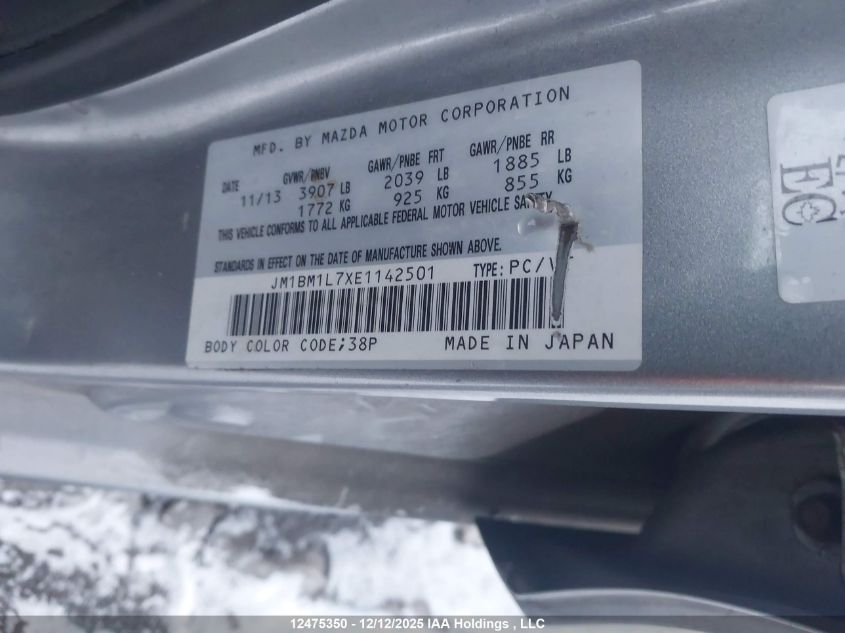 MFD. BY MAZDA MOTOR CORPORATION
DATE GVWR/PNBV GAWR/PNBE FRT GAWR/PNBE RR
11/13 3907 LB 2039 LB 1885 LB
1772 KG 925 KG 855 KG
THIS VEHICLE CONFORMS TO ALL APPLICABLE FEDERAL MOTOR VEHICLE SAFETY
STANDARDS IN EFFECT ON THE DATE OF MANUFACTURE SHOWN ABOVE.
JM1BM1L7XE1142501 TYPE: PC/V
BODY COLOR CODE;38P MADE IN JAPAN
EC
12475350 - 12/12/2025 IAA Holdings , LLC